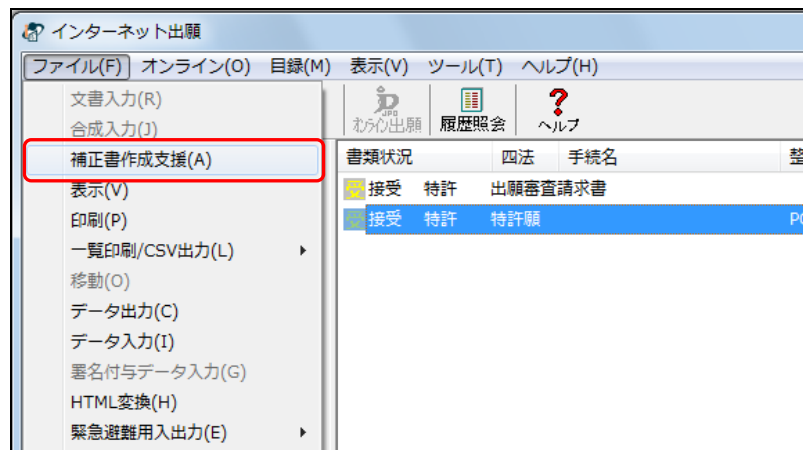 インターネット出願
ファイル(F) オンライン(O) 目録(M) 表示(V) ツール(T) ヘルプ(H)
文書入力(R)
合成入力(J)
補正書作成支援(A)
表示(V)
印刷(P)
一覧印刷/CSV出力(L)
移動(O)
データ出力(C)
データ入力(I)
署名付与データ入力(G)
HTML変換(H)
緊急避難用入出力(E)
JPO
オンライン出願 履歴照会 ヘルプ
書類状況 四法 手続名 整
受 接受 特許 出願審査請求書
受 接受 特許 特許願 PC